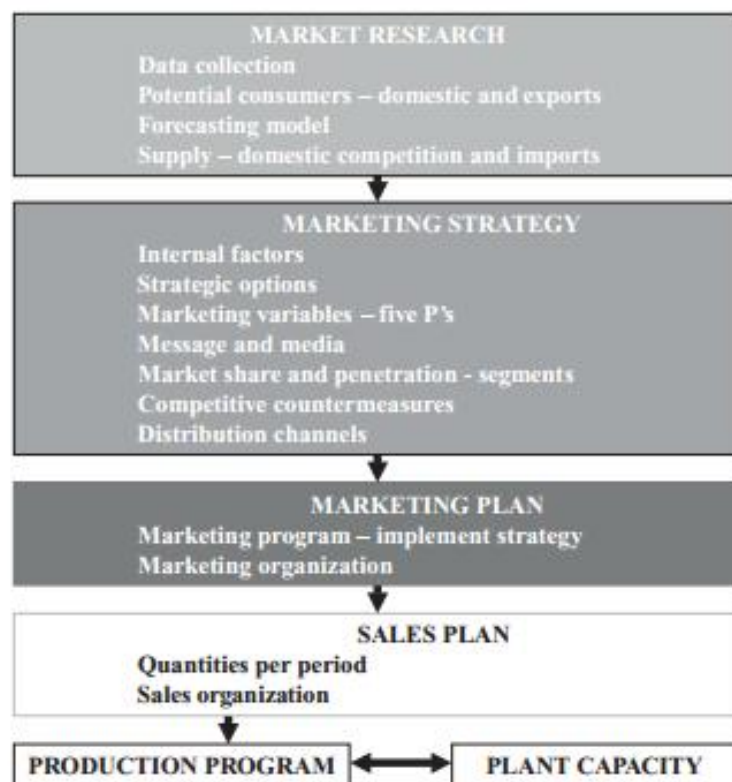 MARKET RESEARCH
Data collection
Potential consumers – domestic and exports
Forecasting model
Supply – domestic competition and imports
MARKETING STRATEGY
Internal factors
Strategic options
Marketing variables – five P's
Message and media
Market share and penetration - segments
Competitive countermeasures
Distribution channels
MARKETING PLAN
Marketing program – implement strategy
Marketing organization
SALES PLAN
Quantities per period
Sales organization
PRODUCTION PROGRAM
PLANT CAPACITY